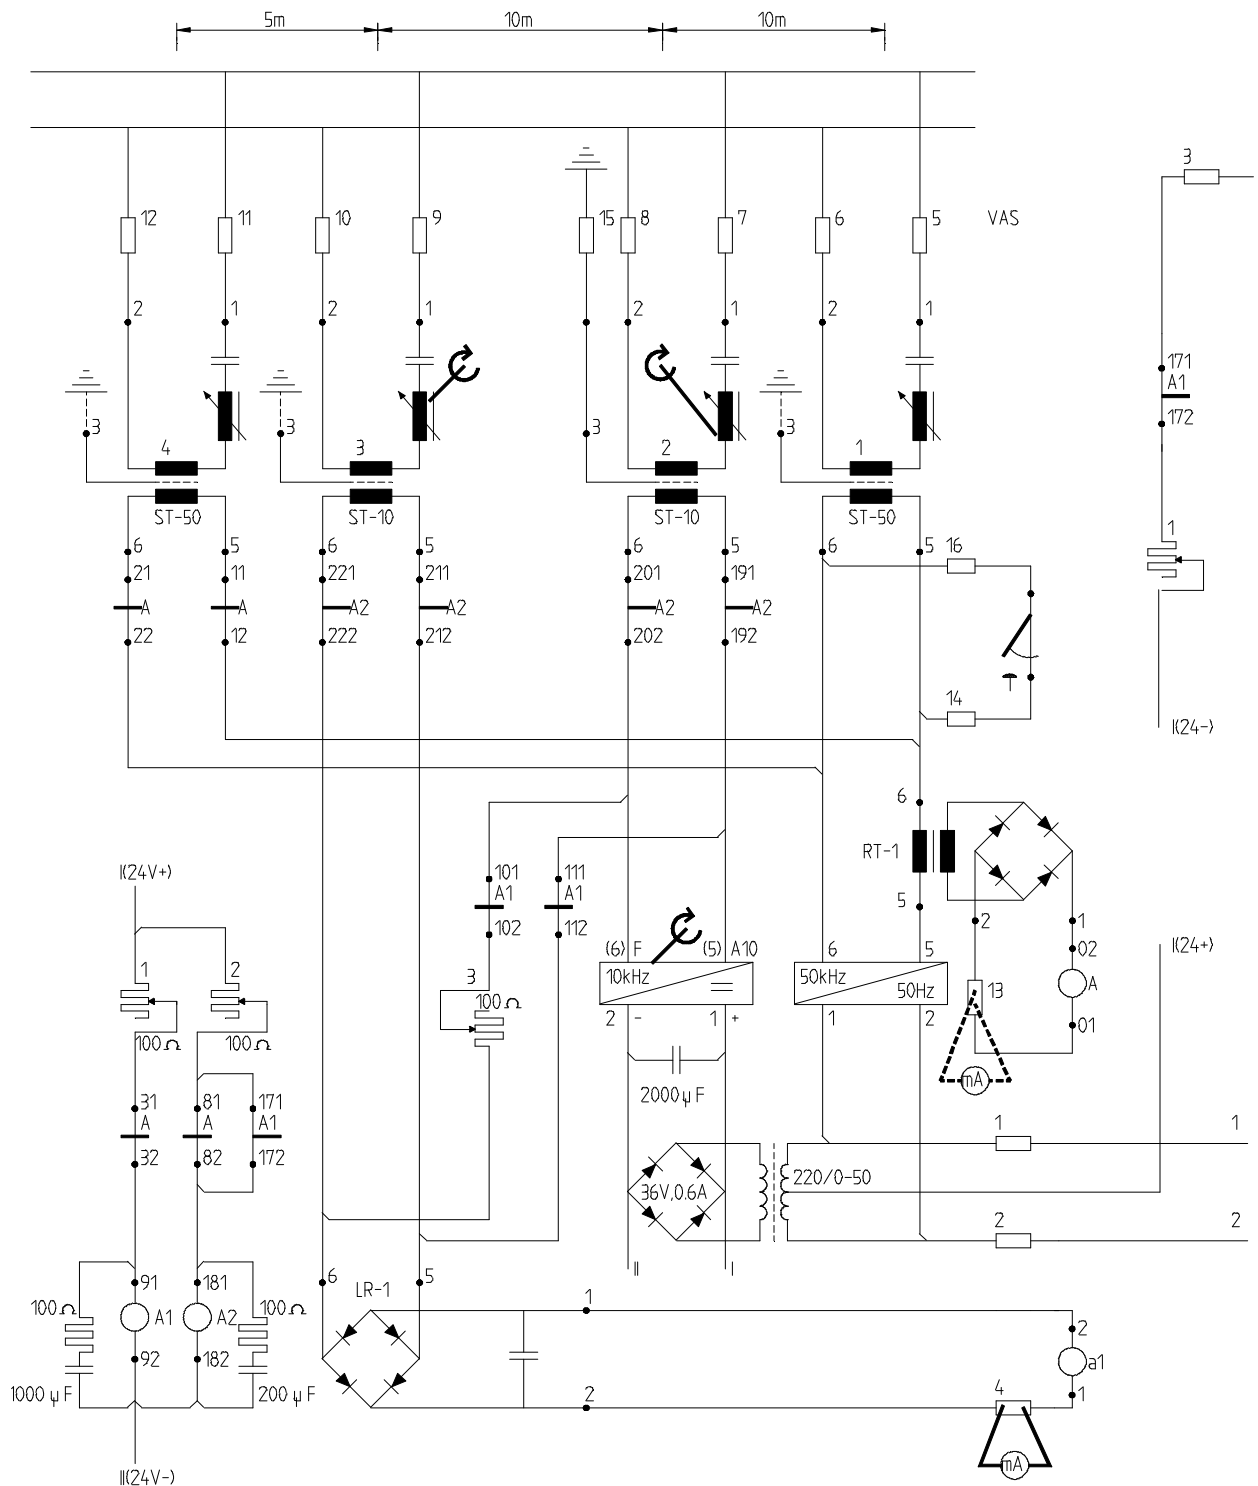 5m 10m 10m
3
12 11 10 9 15 8 7 6 5 VAS
2 1 2 1 2 1 2 1
171
A1
172
3 3 3 3
4 3 2 1
ST-50 ST-10 ST-10 ST-50
1
6 5 6 5 6 5 6 5 16
21 11 221 211 201 191
A A A2 A2 A2 A2
22 12 222 212 202 192
14
I(24-)
6
RT-1
I(24V+)
101 111
A1 A1
5
102 112
2 1
(6) F (5) A10 6 5 02
I(24+)
1 2
3
10kHz 50kHz
100Ω
50Hz
13 A
2 - 1 + 1 2 01
100Ω 100Ω
mA
2000μF
31 81 171
A A A1
1 1
32 82 172
36V,0.6A
220/0-50
2 2
II I
91 181
6 LR-1 5
1
100Ω A1 A2 100Ω
2
92 182
a1
1000μF 200μF
2 4 1
mA
II(24V-)